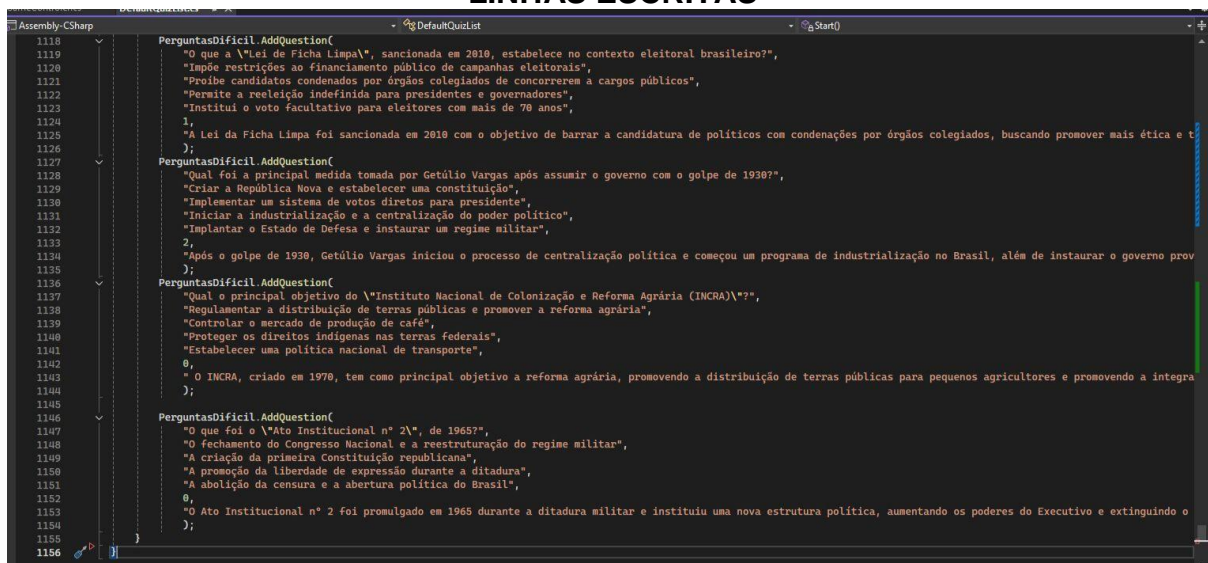 LINHAS ESCRITAS
Assembly-CSharp DefaultQuizList Start()
1118 PerguntasDificil.AddQuestion(
1119 "O que a \"Lei de Ficha Limpa\", sancionada em 2010, estabelece no contexto eleitoral brasileiro?",
1120 "Impõe restrições ao financiamento público de campanhas eleitorais",
1121 "Proíbe candidatos condenados por órgãos colegiados de concorrerem a cargos públicos",
1122 "Permite a reeleição indefinida para presidentes e governadores",
1123 "Institui o voto facultativo para eleitores com mais de 70 anos",
1124 1,
1125 "A Lei da Ficha Limpa foi sancionada em 2010 com o objetivo de barrar a candidatura de políticos com condenações por órgãos colegiados, buscando promover mais ética e t
1126 );
1127 PerguntasDificil.AddQuestion(
1128 "Qual foi a principal medida tomada por Getúlio Vargas após assumir o governo com o golpe de 1930?",
1129 "Criar a República Nova e estabelecer uma constituição",
1130 "Implementar um sistema de votos diretos para presidente",
1131 "Iniciar a industrialização e a centralização do poder político",
1132 "Implantar o Estado de Defesa e instaurar um regime militar",
1133 2,
1134 "Após o golpe de 1930, Getúlio Vargas iniciou o processo de centralização política e começou um programa de industrialização no Brasil, além de instaurar o governo prov
1135 );
1136 PerguntasDificil.AddQuestion(
1137 "Qual o principal objetivo do \"Instituto Nacional de Colonização e Reforma Agrária (INCRA)\"?",
1138 "Regulamentar a distribuição de terras públicas e promover a reforma agrária",
1139 "Controlar o mercado de produção de café",
1140 "Proteger os direitos indígenas nas terras federais",
1141 "Estabelecer uma política nacional de transporte",
1142 0,
1143 " O INCRA, criado em 1970, tem como principal objetivo a reforma agrária, promovendo a distribuição de terras públicas para pequenos agricultores e promovendo a integra
1144 );
1145
1146 PerguntasDificil.AddQuestion(
1147 "O que foi o \"Ato Institucional nº 2\", de 1965?",
1148 "O fechamento do Congresso Nacional e a reestruturação do regime militar",
1149 "A criação da primeira Constituição republicana",
1150 "A promoção da liberdade de expressão durante a ditadura",
1151 "A abolição da censura e a abertura política do Brasil",
1152 0,
1153 "O Ato Institucional nº 2 foi promulgado em 1965 durante a ditadura militar e instituiu uma nova estrutura política, aumentando os poderes do Executivo e extinguindo o
1154 );
1155 }
1156 }